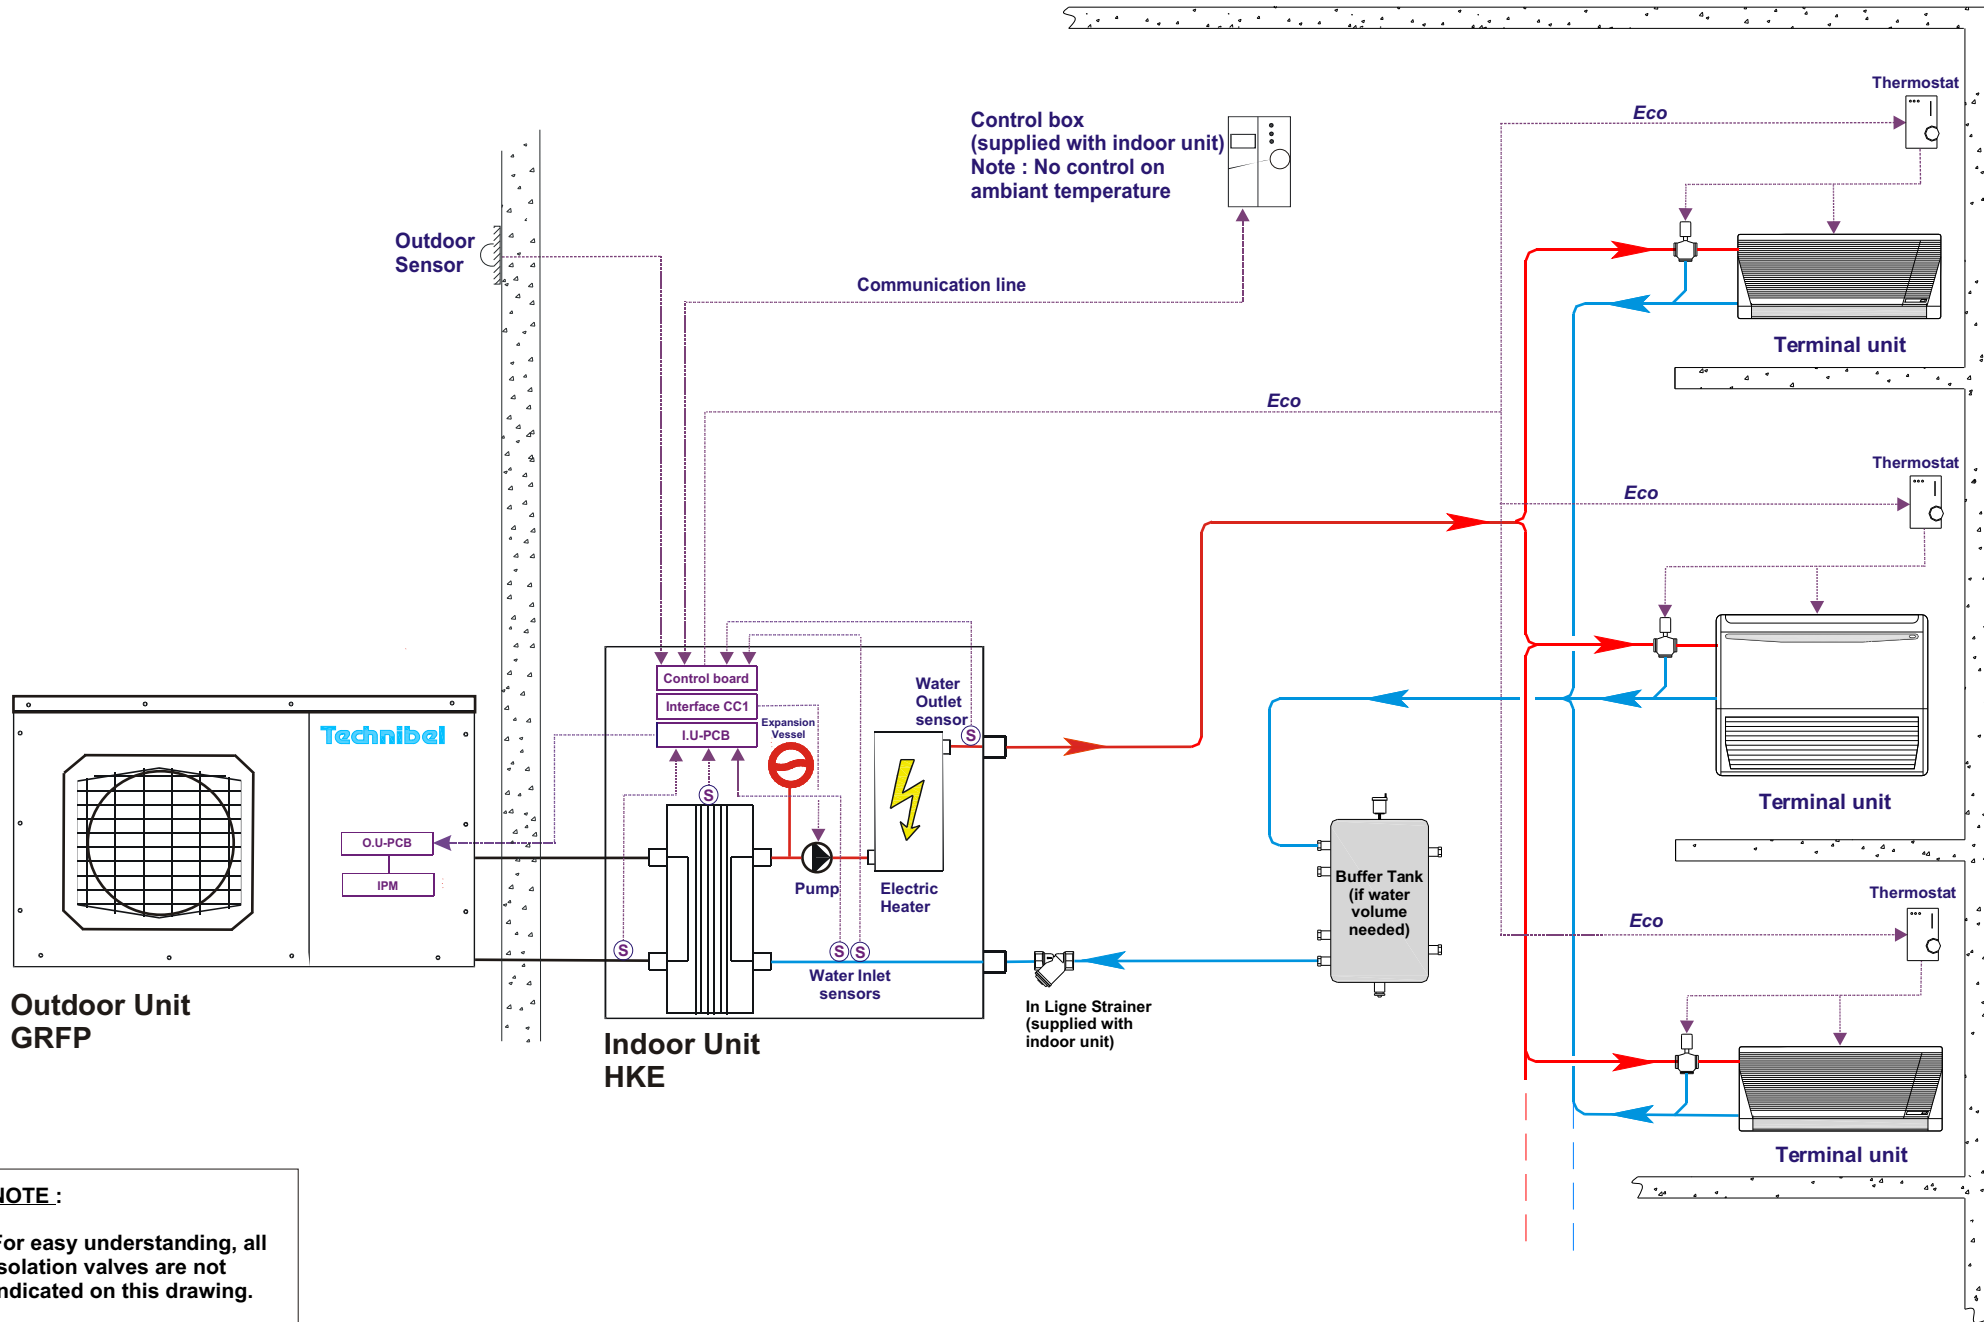 Thermostat
Eco
Control box
(supplied with indoor unit)
Note : No control on
ambiant temperature
Outdoor
Sensor
Communication line
Terminal unit
Eco
Thermostat
Eco
Control board
Interface CC1
I.U-PCB
Expansion
Vessel
Water
Outlet
sensor
S
Technibel
S
O.U-PCB
IPM
Pump
Electric
Heater
S
S
S
Water Inlet
sensors
Terminal unit
Buffer Tank
(if water
volume
needed)
Thermostat
Eco
In Ligne Strainer
(supplied with
indoor unit)
Outdoor Unit
GRFP
Indoor Unit
HKE
Terminal unit
NOTE :
For easy understanding, all
isolation valves are not
indicated on this drawing.